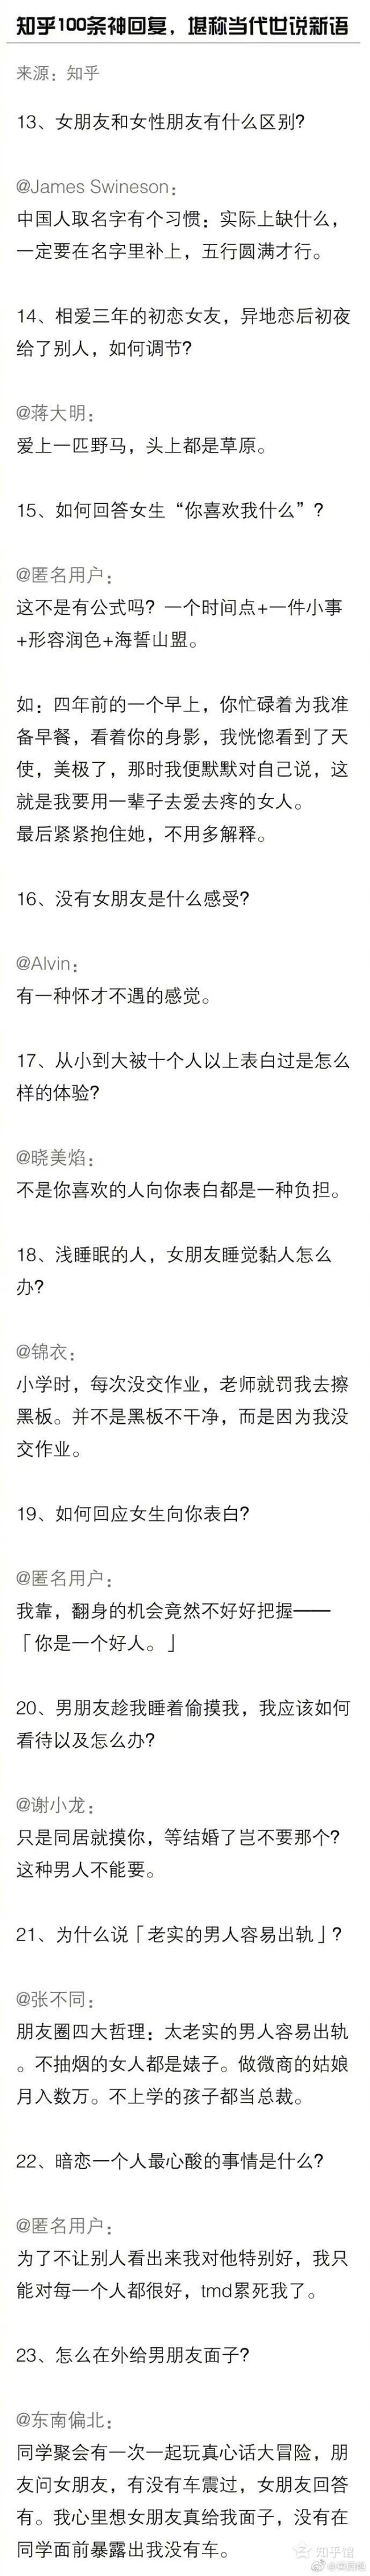 知乎100条神回复，堪称当代世说新语
来源：知乎
13、女朋友和女性朋友有什么区别？
@James Swineson：
中国人取名字有个习惯：实际上缺什么，
一定要在名字里补上，五行圆满才行。
14、相爱三年的初恋女友，异地恋后初夜
给了别人，如何调节？
@蒋大明：
爱上一匹野马，头上都是草原。
15、如何回答女生“你喜欢我什么”？
@匿名用户：
这不是有公式吗？一个时间点+一件小事
+形容润色+海誓山盟。
如：四年前的一个早上，你忙碌着为我准
备早餐，看着你的身影，我恍惚看到了天
使，美极了，那时我便默默对自己说，这
就是我要用一辈子去爱去疼的女人。
最后紧紧抱住她，不用多解释。
16、没有女朋友是什么感受？
@Alvin：
有一种怀才不遇的感觉。
17、从小到大被十个人以上表白过是怎么
样的体验？
@晓美焰：
不是你喜欢的人向你表白都是一种负担。
18、浅睡眠的人，女朋友睡觉黏人怎么
办？
@锦衣：
小学时，每次没交作业，老师就罚我去擦
黑板。并不是黑板不干净，而是因为我没
交作业。
19、如何回应女生向你表白？
@匿名用户：
我靠，翻身的机会竟然不好好把握——
「你是一个好人。」
20、男朋友趁我睡着偷摸我，我应该如何
看待以及怎么办？
@谢小龙：
只是同居就摸你，等结婚了岂不要那个？
这种男人不能要。
21、为什么说「老实的男人容易出轨」？
@张不同：
朋友圈四大哲理：太老实的男人容易出轨
。不抽烟的女人都是婊子。做微商的姑娘
月入数万。不上学的孩子都当总裁。
22、暗恋一个人最心酸的事情是什么？
@匿名用户：
为了不让别人看出来我对他特别好，我只
能对每一个人都很好，tmd累死我了。
23、怎么在外给男朋友面子？
@东南偏北：
同学聚会有一次一起玩真心话大冒险，朋
友问女朋友，有没有车震过，女朋友回答
有。我心里想女朋友真给我面子，没有在
同学面前暴露出我没有车。
知乎馆